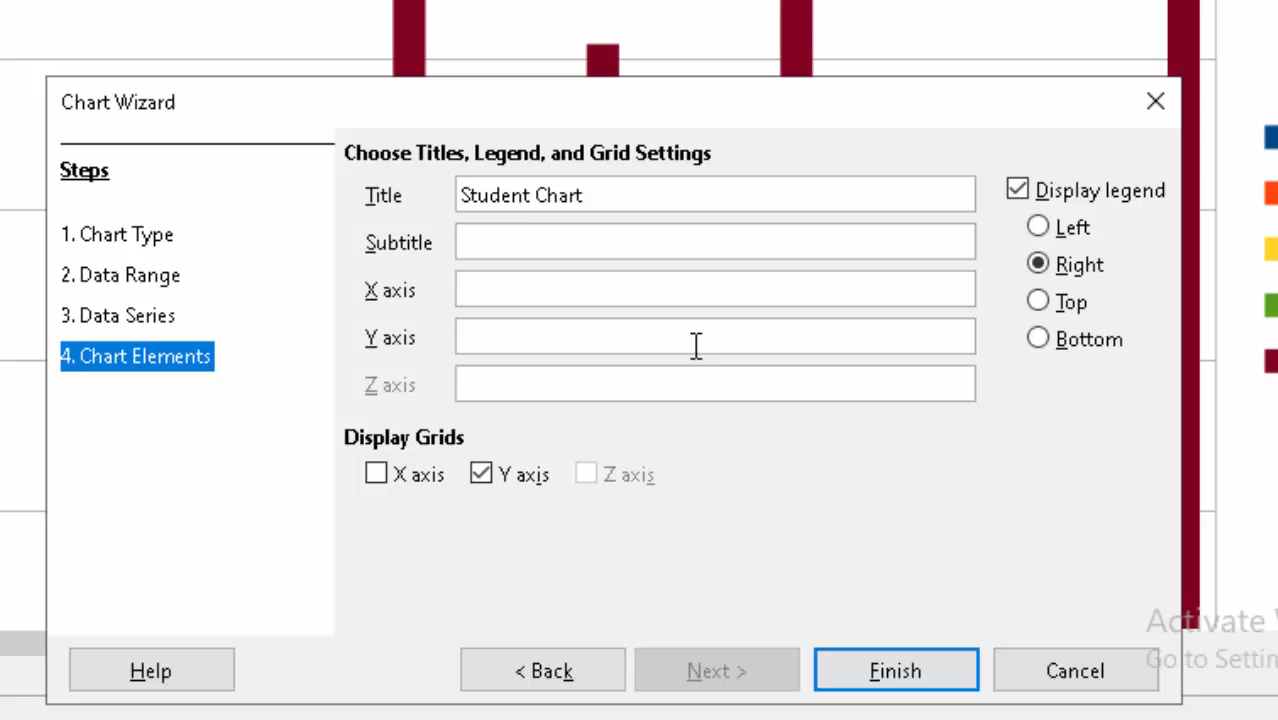 Chart Wizard
Steps
1. Chart Type
2. Data Range
3. Data Series
4. Chart Elements
Choose Titles, Legend, and Grid Settings
Title Student Chart
Subtitle
X axis
Y axis
Z axis
Display legend
Left
Right
Top
Bottom
Display Grids
X axis Y axis Z axis
Activate
Go to
Help < Back Next > Finish Cancel